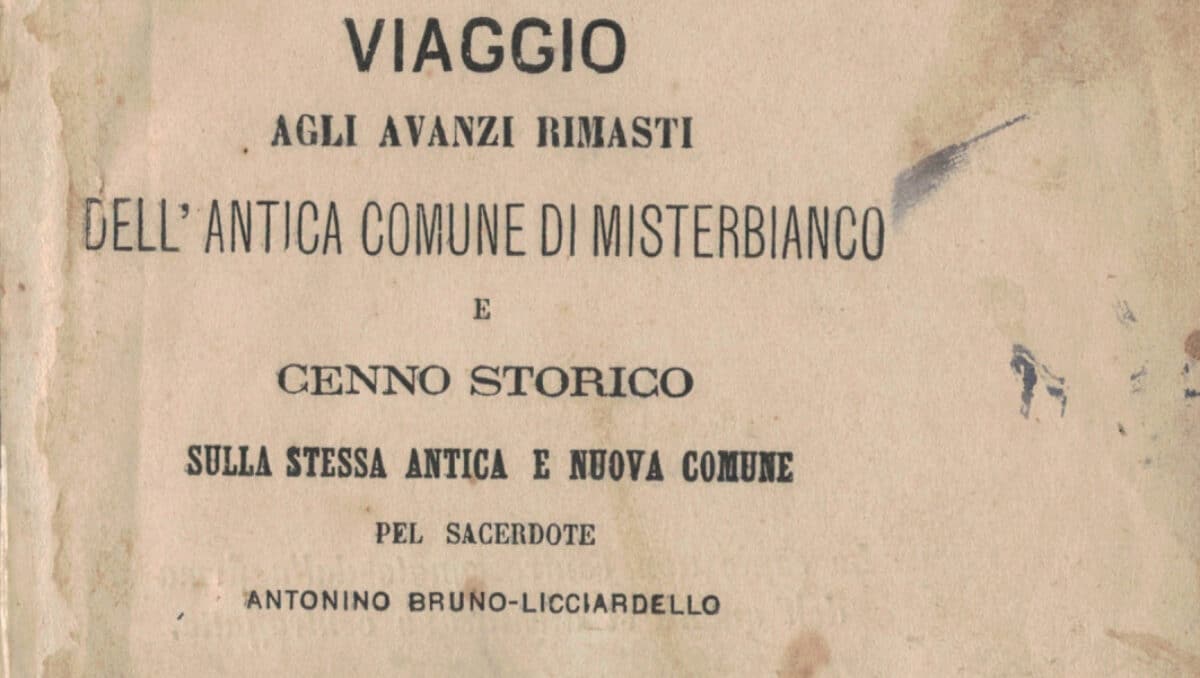 VIAGGIO
AGLI AVANZI RIMASTI
DELL' ANTICA COMUNE DI MISTERBIANCO
E
CENNO STORICO
SULLA STESSA ANTICA E NUOVA COMUNE
PEL SACERDOTE
ANTONINO BRUNO-LICCIARDELLO